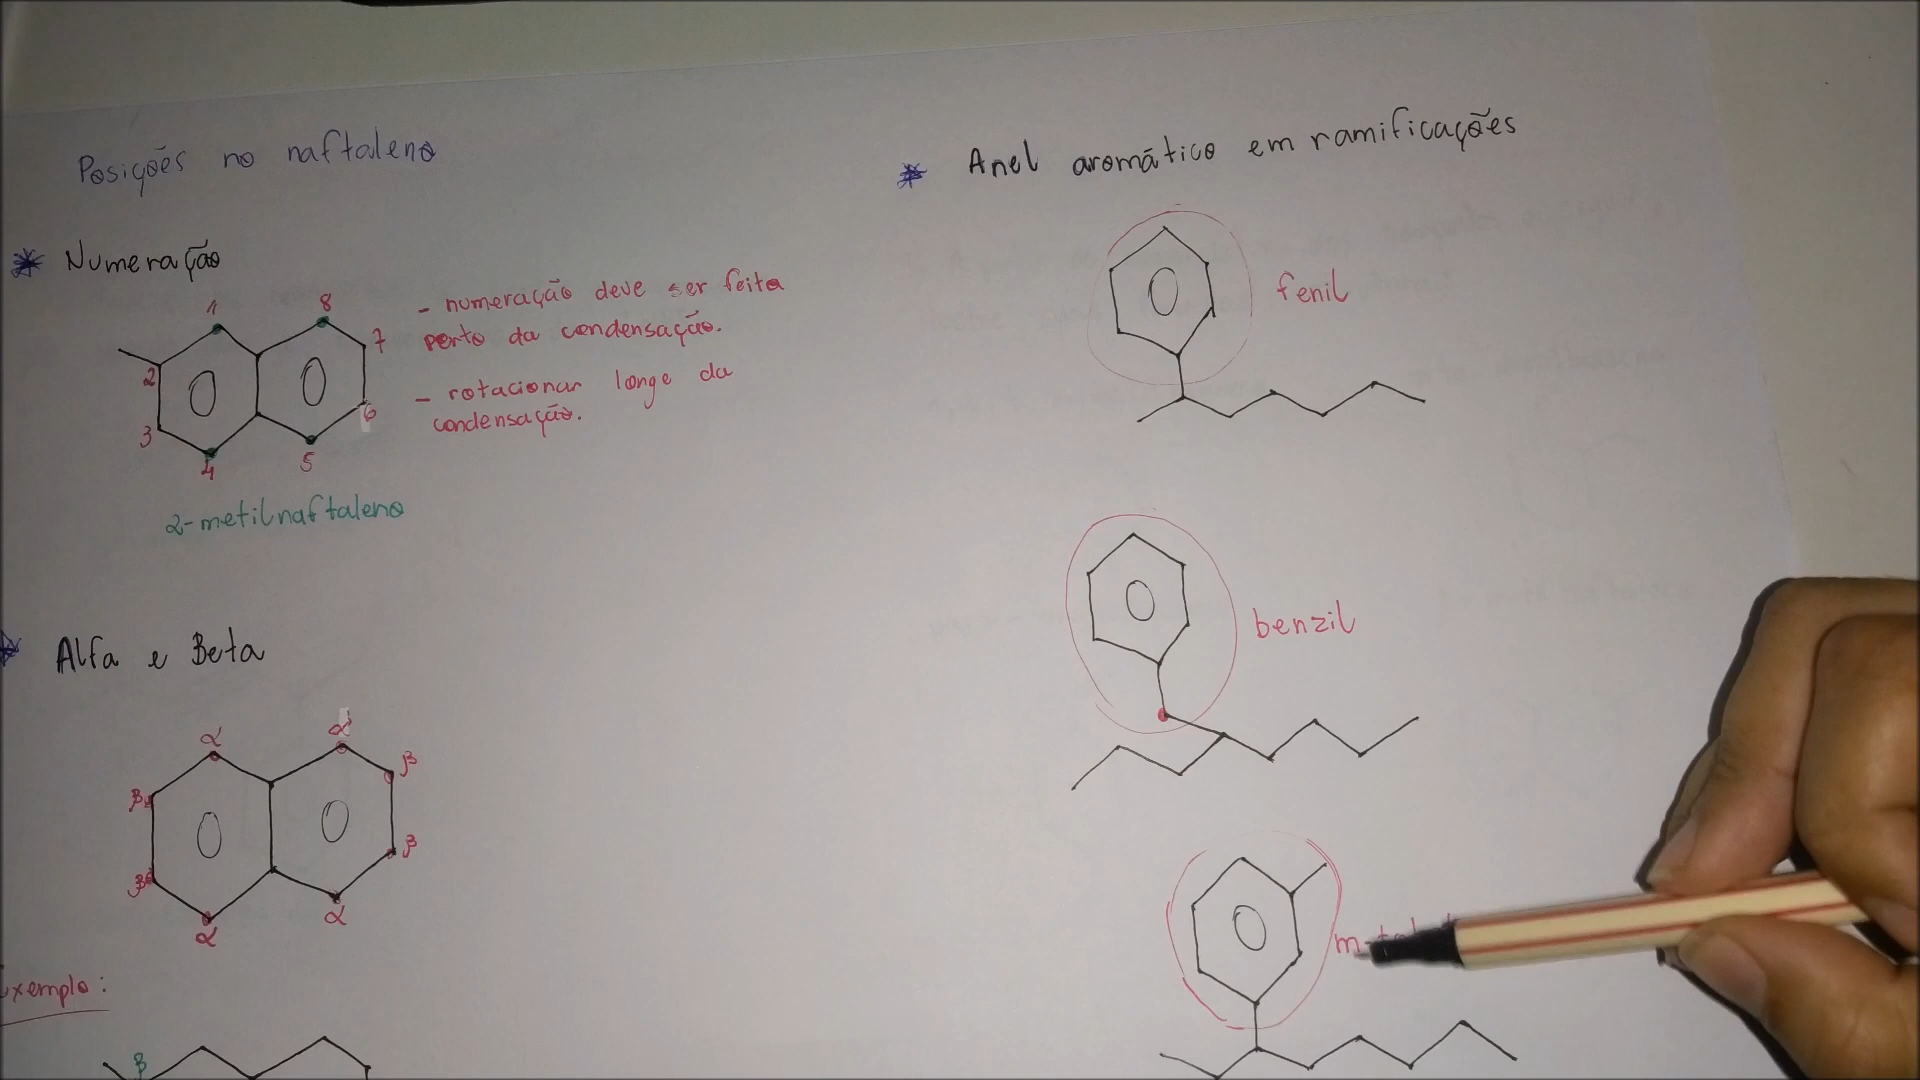 Posições no naftaleno
* Numeração
1
8
7
2
6
3
4
5
- numeração deve ser feita
perto da condensação.
- rotacionar longe da
condensação.
2-metilnaftaleno
Alfa e Beta
α
α
β
β
β
β
α
α
Exemplo:
β
* Anel aromático em ramificações
fenil
benzil